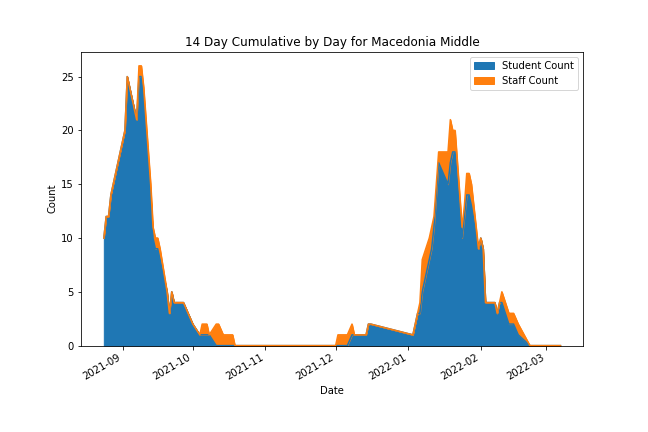 14 Day Cumulative by Day for Macedonia Middle
Student Count
Staff Count
Count
25
20
15
10
5
0
2021-09
2021-10
2021-11
2021-12
2022-01
2022-02
2022-03
Date